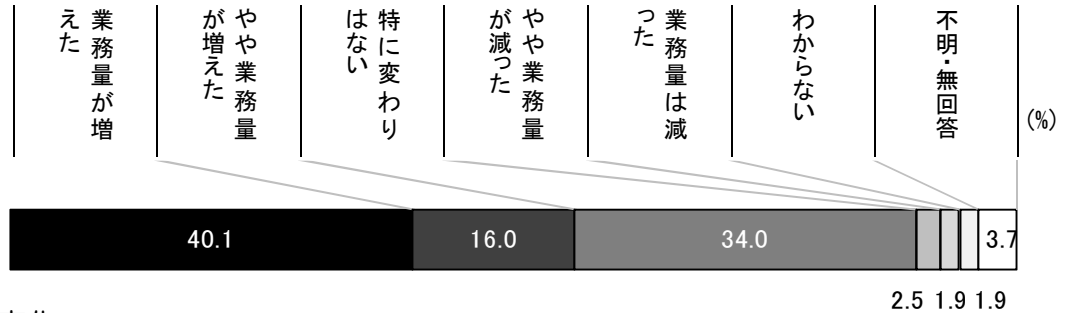 業務量が増
えた
やや業務量
が増えた
特に変わり
はない
やや業務量
が減った
業務量は減
った
わからない
不明・無回答
(%)
40.1
16.0
34.0
3.7
2.5
1.9
1.9